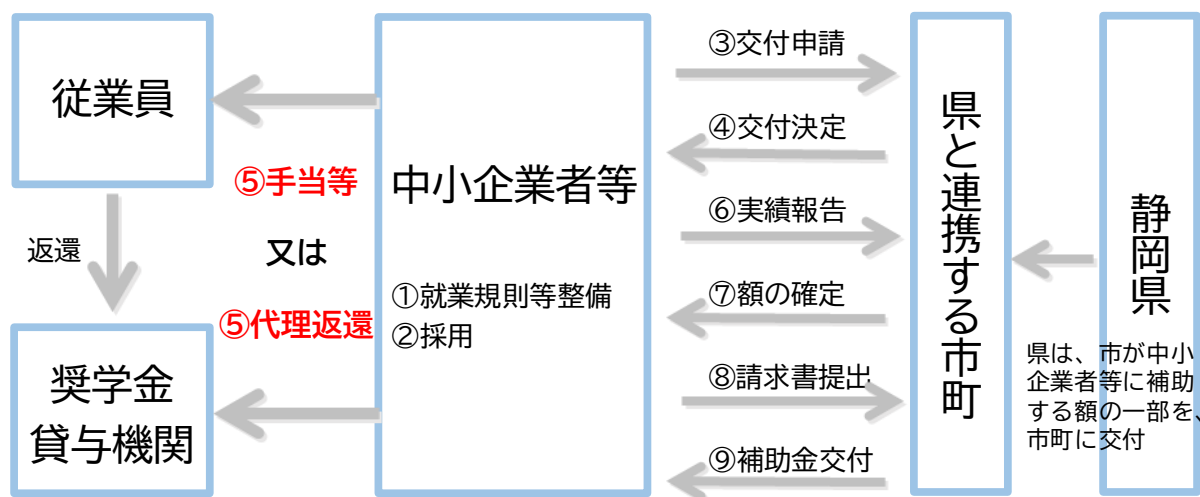 従業員
返還
奨学金
貸与機関
⑤手当等
又は
⑤代理返還
中小企業者等
①就業規則等整備
②採用
③交付申請
④交付決定
⑥実績報告
⑦額の確定
⑧請求書提出
⑨補助金交付
県と連携する市町
静岡県
県は、市が中小
企業者等に補助
する額の一部を、
市町に交付